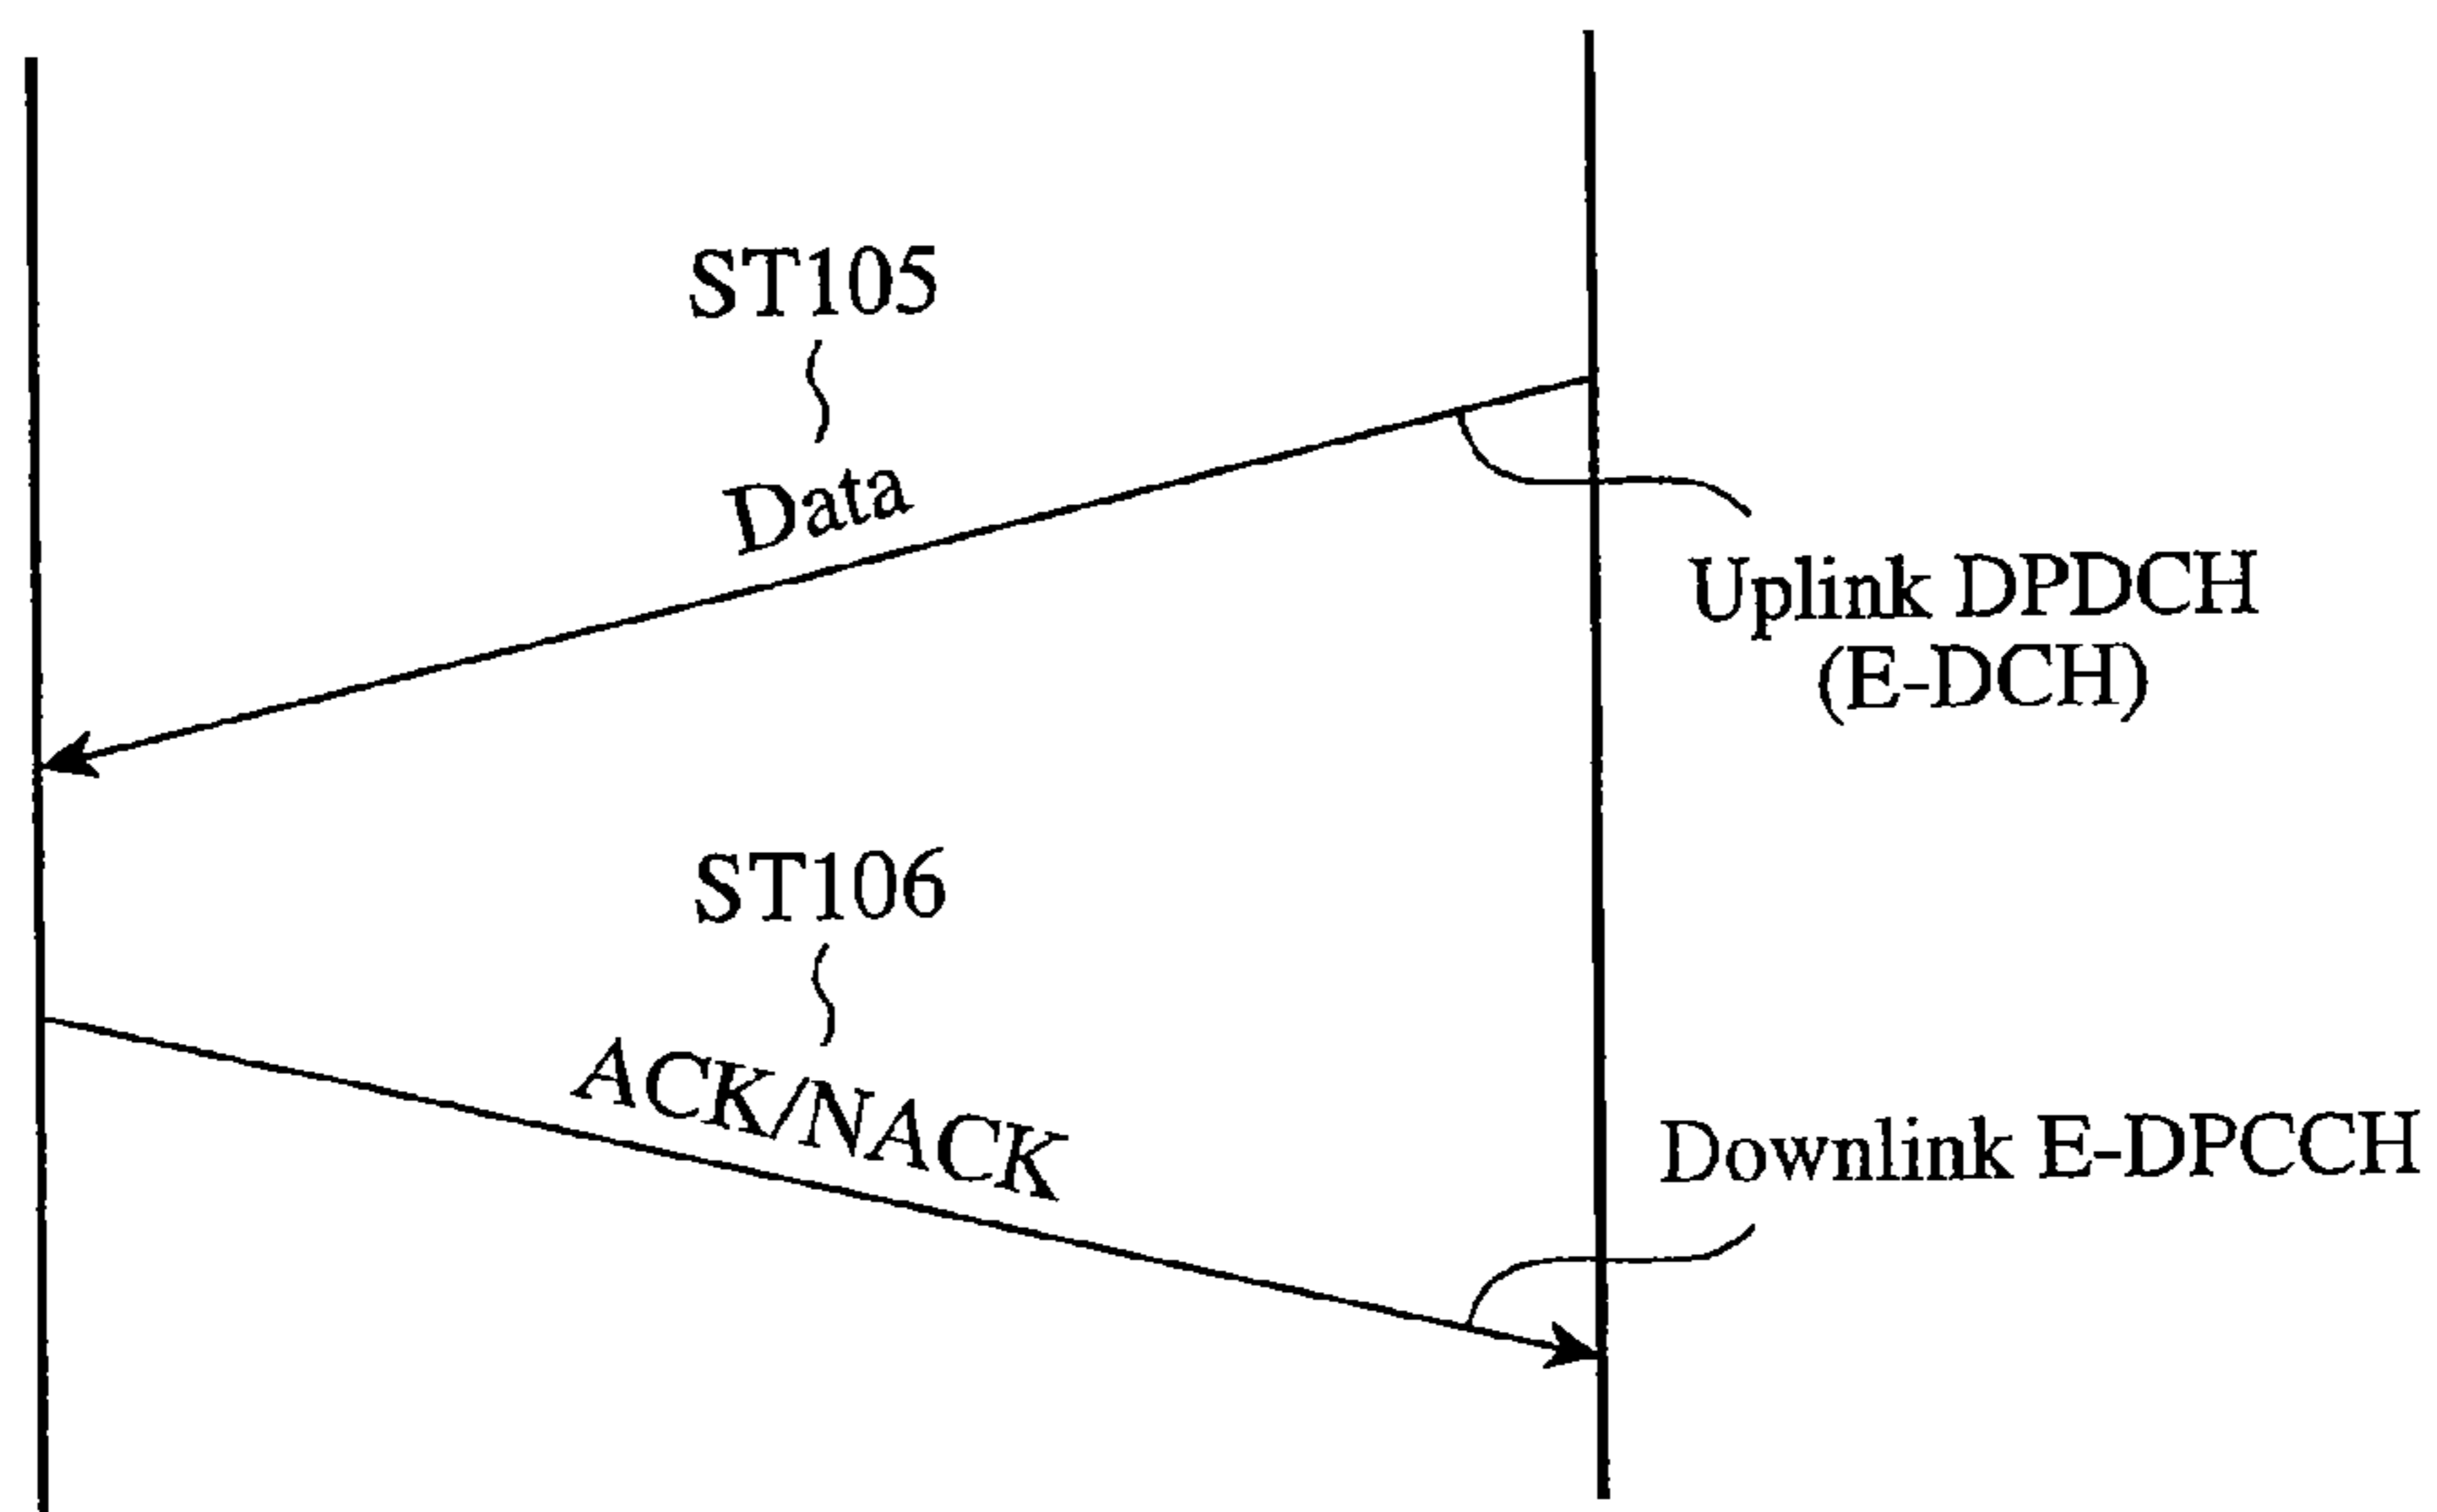 ST105
Data
Uplink DPDCH
(E-DCH)
ST106
ACK/NACK
Downlink E-DPCCH